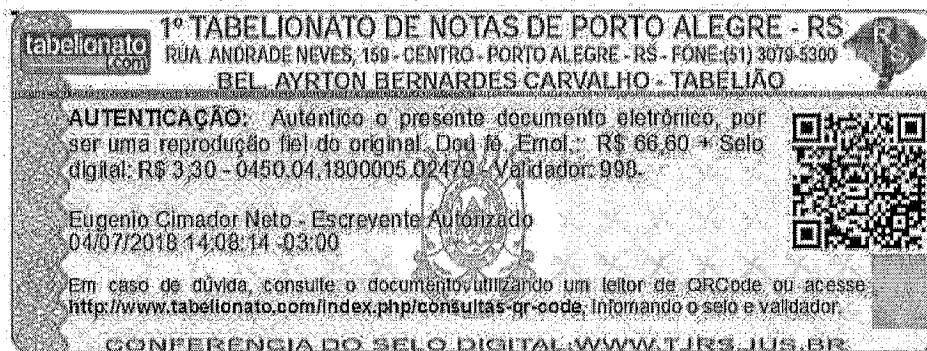 tabelionato
.com
1º TABELIONATO DE NOTAS DE PORTO ALEGRE - RS
RUA ANDRADE NEVES, 159 - CENTRO - PORTO ALEGRE - RS - FONE:(51) 3079-5300
BEL. AYRTON BERNARDES CARVALHO - TABELIÃO
RS
AUTENTICAÇÃO: Autentico o presente documento eletrônico, por
ser uma reprodução fiel do original. Dou fé. Emol.: R$ 66,60 + Selo
digital: R$ 3,30 - 0450.04.1800005.02479 - Validador: 998.
Eugenio Cimador Neto - Escrevente Autorizado
04/07/2018 14:08:14 -03:00
Em caso de dúvida, consulte o documento utilizando um leitor de QRCode ou acesse
http://www.tabelionato.com/index.php/consultas-qr-code, Infomando o selo e validador.
CONFERÊNCIA DO SELO DIGITAL:WWW.TJRS.JUS.BR